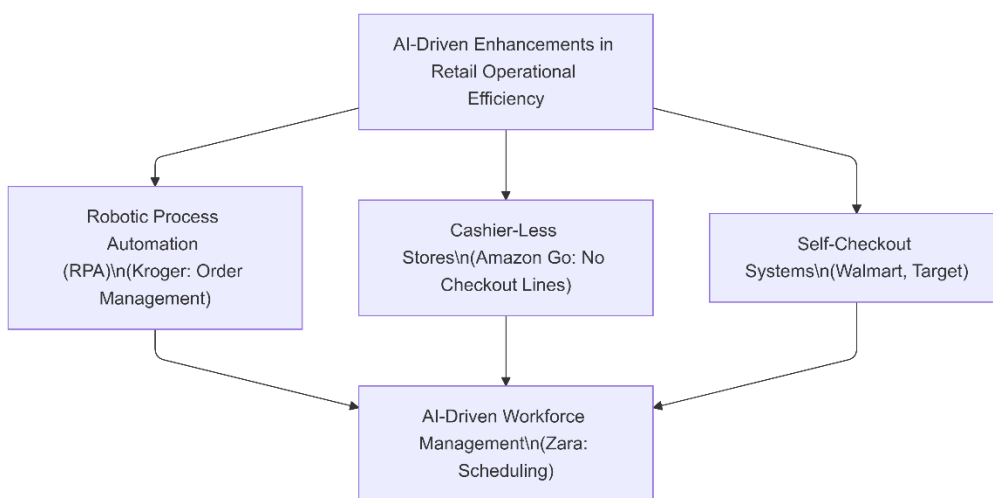 AI-Driven Enhancements in
Retail Operational
Efficiency
Robotic Process
Automation
(RPA)\n(Kroger: Order
Management)
Cashier-Less
Stores\n(Amazon Go: No
Checkout Lines)
Self-Checkout
Systems\n(Walmart, Target)
AI-Driven Workforce
Management\n(Zara:
Scheduling)